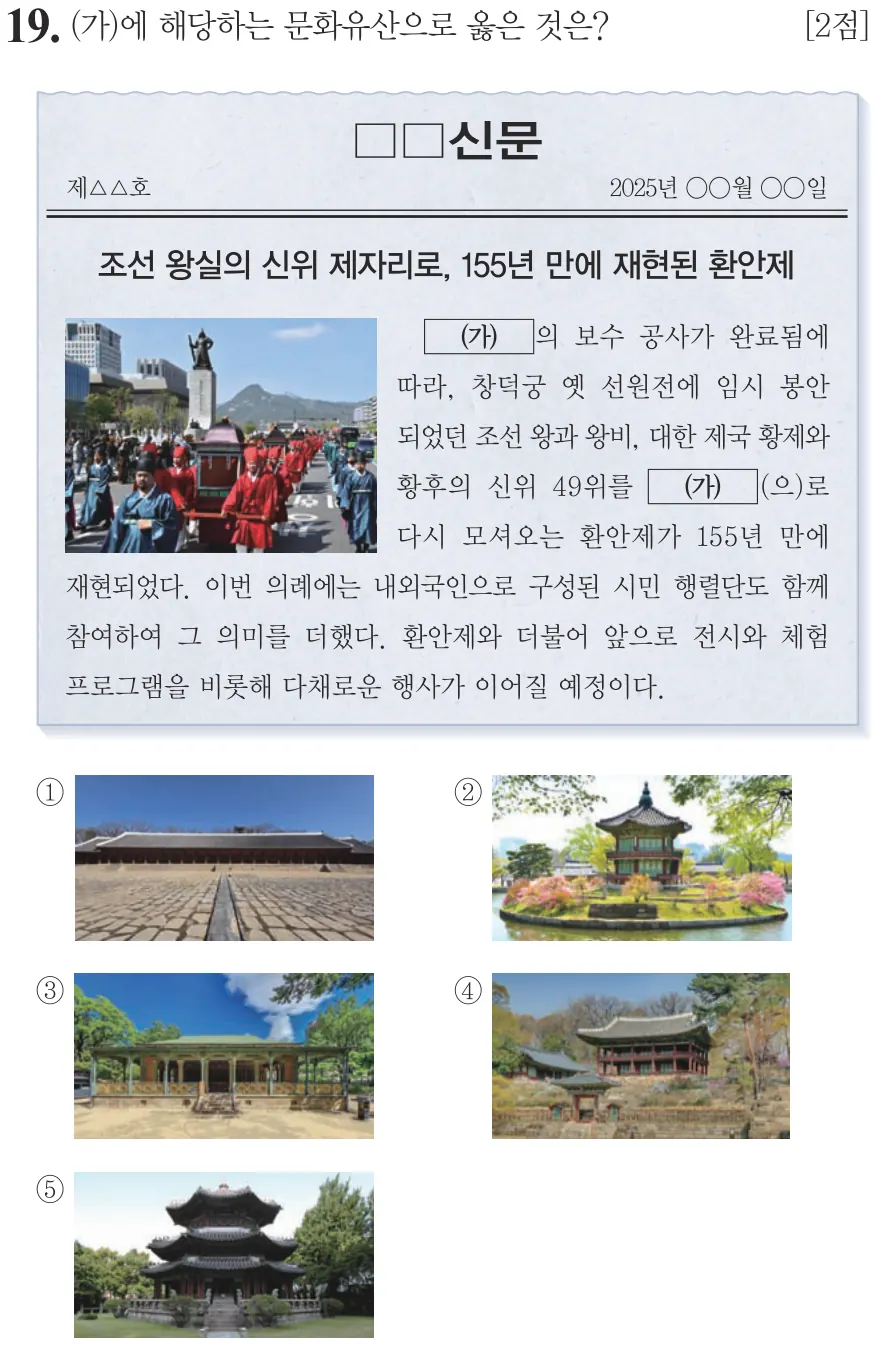 19. (가)에 해당하는 문화유산으로 옳은 것은? [2점]
□□신문
제△△호 2025년 ○○월 ○○일
조선 왕실의 신위 제자리로, 155년 만에 재현된 환안제
(가)의 보수 공사가 완료됨에
따라, 창덕궁 옛 선원전에 임시 봉안
되었던 조선 왕과 왕비, 대한 제국 황제와
황후의 신위 49위를 (가)(으)로
다시 모셔오는 환안제가 155년 만에
재현되었다. 이번 의례에는 내외국인으로 구성된 시민 행렬단도 함께
참여하여 그 의미를 더했다. 환안제와 더불어 앞으로 전시와 체험
프로그램을 비롯해 다채로운 행사가 이어질 예정이다.
① ②
③ ④
⑤